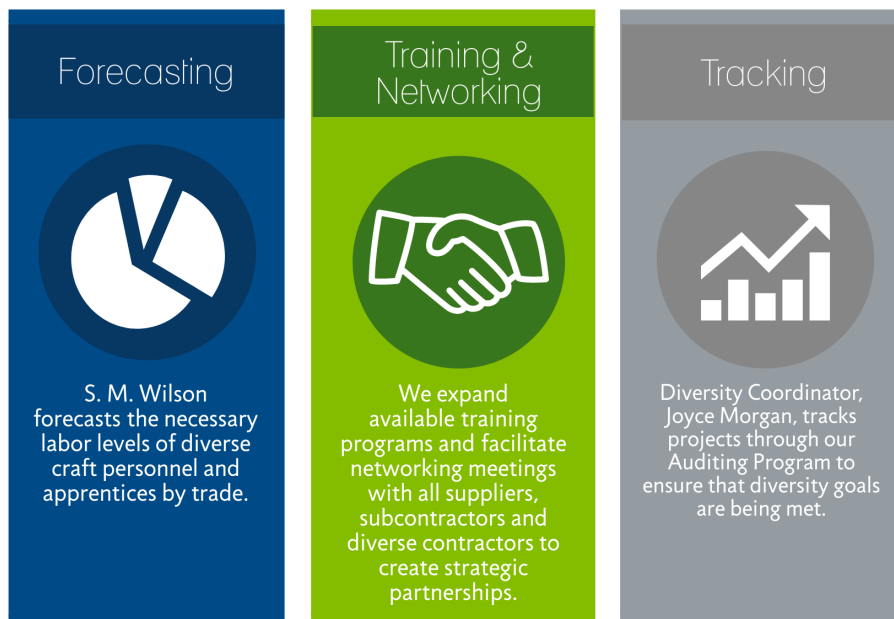 Forecasting
S. M. Wilson
forecasts the necessary
labor levels of diverse
craft personnel and
apprentices by trade.
Training &
Networking
We expand
available training
programs and facilitate
networking meetings
with all suppliers,
subcontractors and
diverse contractors to
create strategic
partnerships.
Tracking
Diversity Coordinator,
Joyce Morgan, tracks
projects through our
Auditing Program to
ensure that diversity goals
are being met.